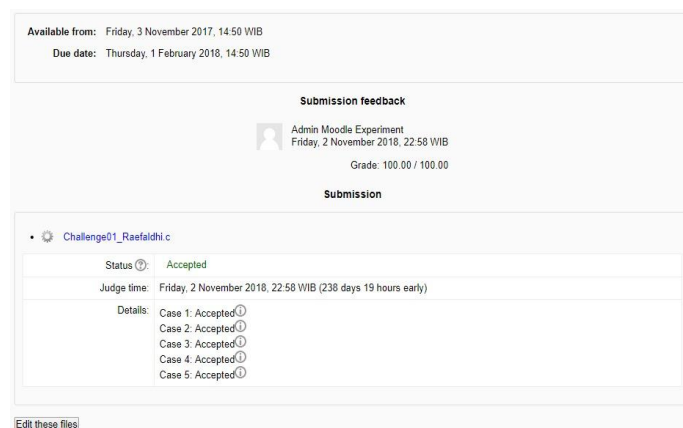 Available from: Friday, 3 November 2017, 14:50 WIB
Due date: Thursday, 1 February 2018, 14:50 WIB
Submission feedback
Admin Moodle Experiment
Friday, 2 November 2018, 22:58 WIB
Grade: 100.00 / 100.00
Submission
• Challenge01_Raefaldhi.c
Status ?: Accepted
Judge time: Friday, 2 November 2018, 22:58 WIB (238 days 19 hours early)
Details: Case 1: Accepted i
Case 2: Accepted i
Case 3: Accepted i
Case 4: Accepted i
Case 5: Accepted i
Edit these files